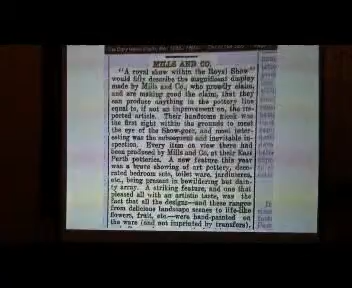 MILLS AND CO.
"A royal show within the Royal Show"
would fitly describe the magnificent display
made by Mills and Co., who proudly claim,
and are making good the claim, that they
can produce anything in the pottery line
equal to, if not an improvement on, the im-
ported article. Their handsome kiosk was
the first sight within the grounds to meet
the eye of the Show-goer, and most inter-
esting was the subsequent and inevitable in-
spection. Every item on view there had
been produced by Mills and Co. at their East
Perth potteries. A new feature this year
was a brave showing of art pottery, deco-
rated bedroom sets, toilet ware, jardinieres,
etc., being present in bewildering but dain-
ty array. A striking feature, and one that
pleased all with an artistic taste, was the
fact that all the designs—and these ranged
from delicious landscape scenes to life-like
flowers, fruit, etc.—were hand-painted on
the ware (and not imprinted by transfers).